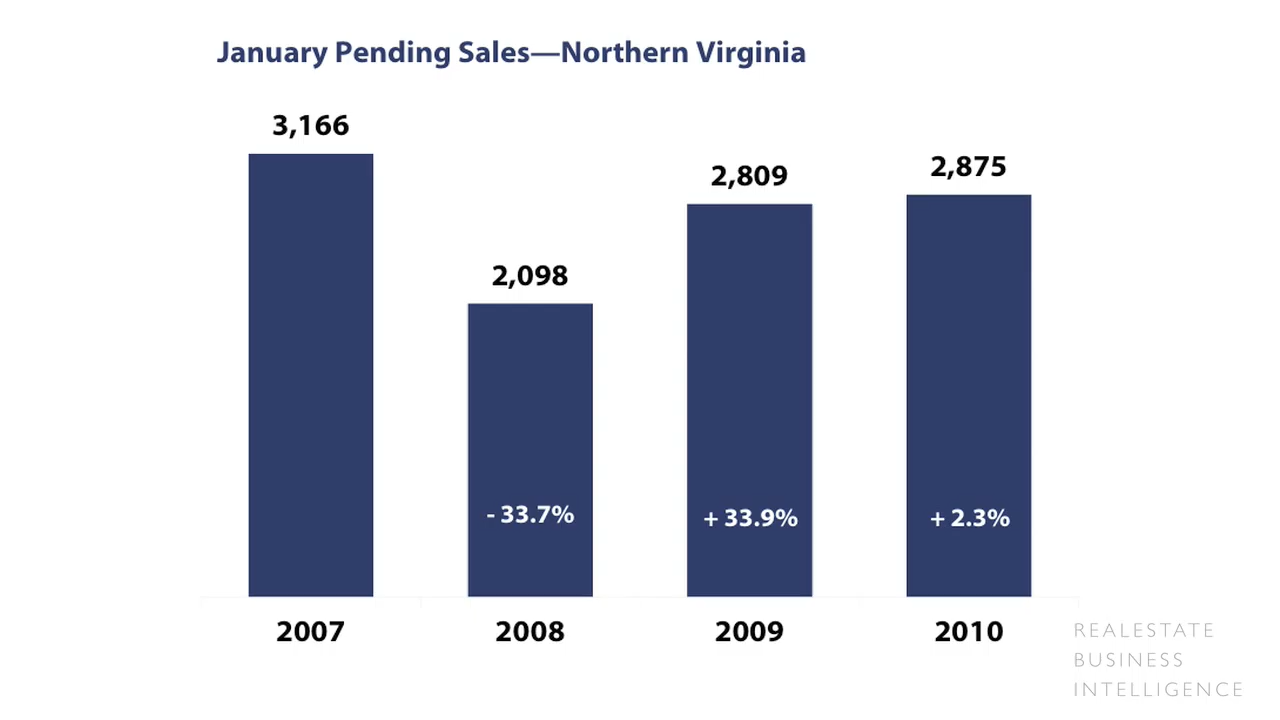 January Pending Sales—Northern Virginia
3,166
2,098
2,809
2,875
- 33.7%
+ 33.9%
+ 2.3%
2007
2008
2009
2010
REALESTATE
BUSINESS
INTELLIGENCE